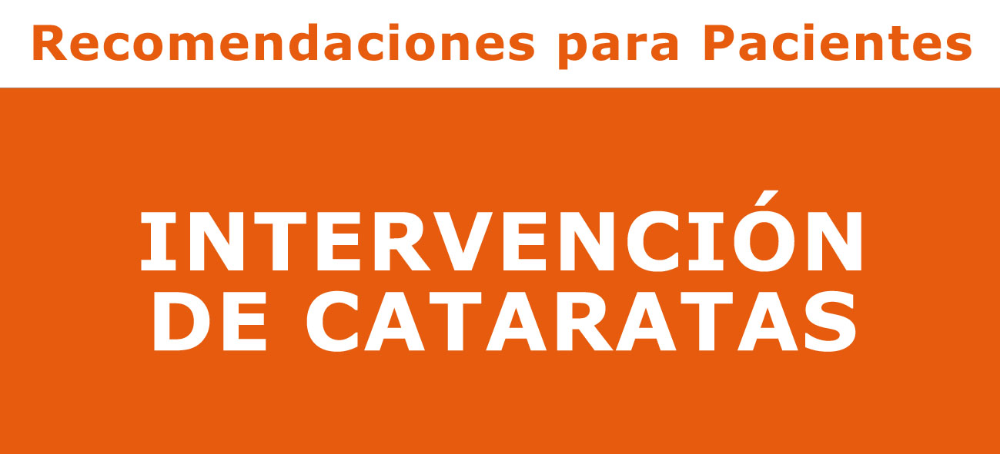 Recomendaciones para Pacientes
INTERVENCIÓN
DE CATARATAS